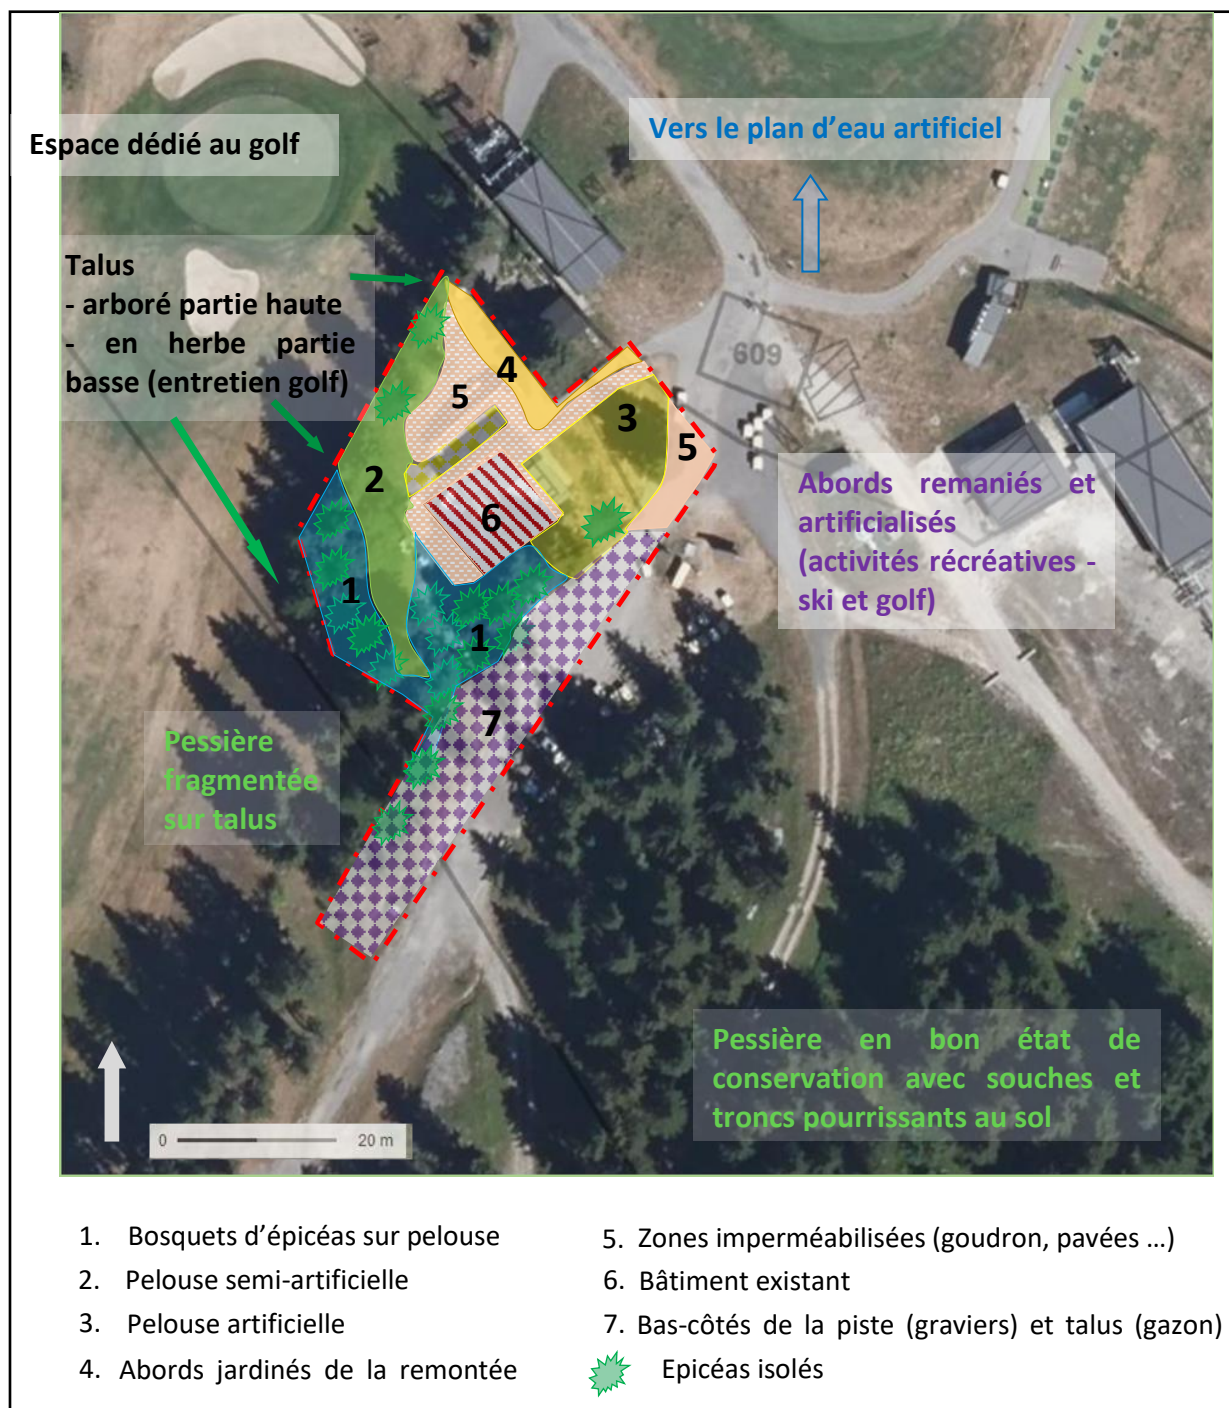 Espace dédié au golf
Vers le plan d'eau artificiel
Talus
- arboré partie haute
- en herbe partie
basse (entretien golf)
609
4
5
3
5
2
6
1
1
7
Abords remaniés et
artificialisés
(activités récréatives -
ski et golf)
Pessière
fragmentée
sur talus
Pessière en bon état de
conservation avec souches et
troncs pourrissants au sol
0 20 m
1. Bosquets d'épicéas sur pelouse
2. Pelouse semi-artificielle
3. Pelouse artificielle
4. Abords jardinés de la remontée
5. Zones imperméabilisées (goudron, pavées ...)
6. Bâtiment existant
7. Bas-côtés de la piste (graviers) et talus (gazon)
Epicéas isolés